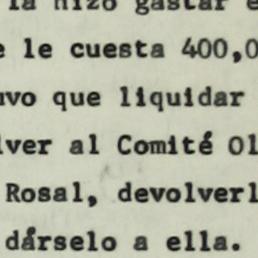 la hizo gastar e
e le cuesta 400,0
uvo que liquidar
lver al Comité Ol
Rosal, devolverl
dárselo a ella.